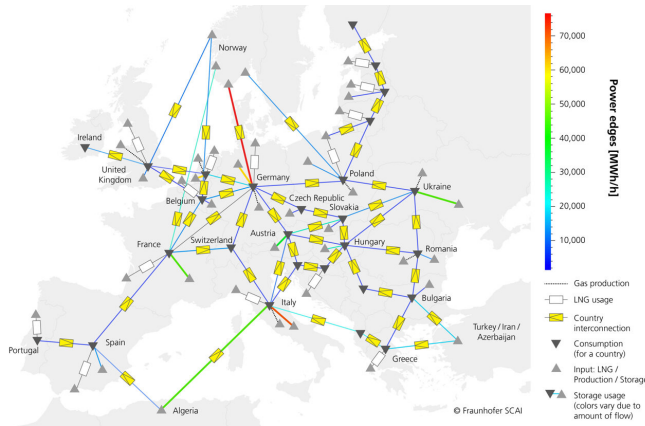 Norway
Ireland
United
Kingdom
Germany
Poland
Belgium
Czech Republic
Ukraine
Slovakia
Austria
France
Switzerland
Hungary
Romania
Italy
Bulgaria
Turkey / Iran /
Azerbaijan
Portugal
Spain
Greece
Algeria
© Fraunhofer SCAI
70,000
60,000
50,000
40,000
30,000
20,000
10,000
Power edges [MWh/h]
Gas production
LNG usage
Country
interconnection
Consumption
(for a country)
Input: LNG /
Production / Storage
Storage usage
(colors vary due to
amount of flow)